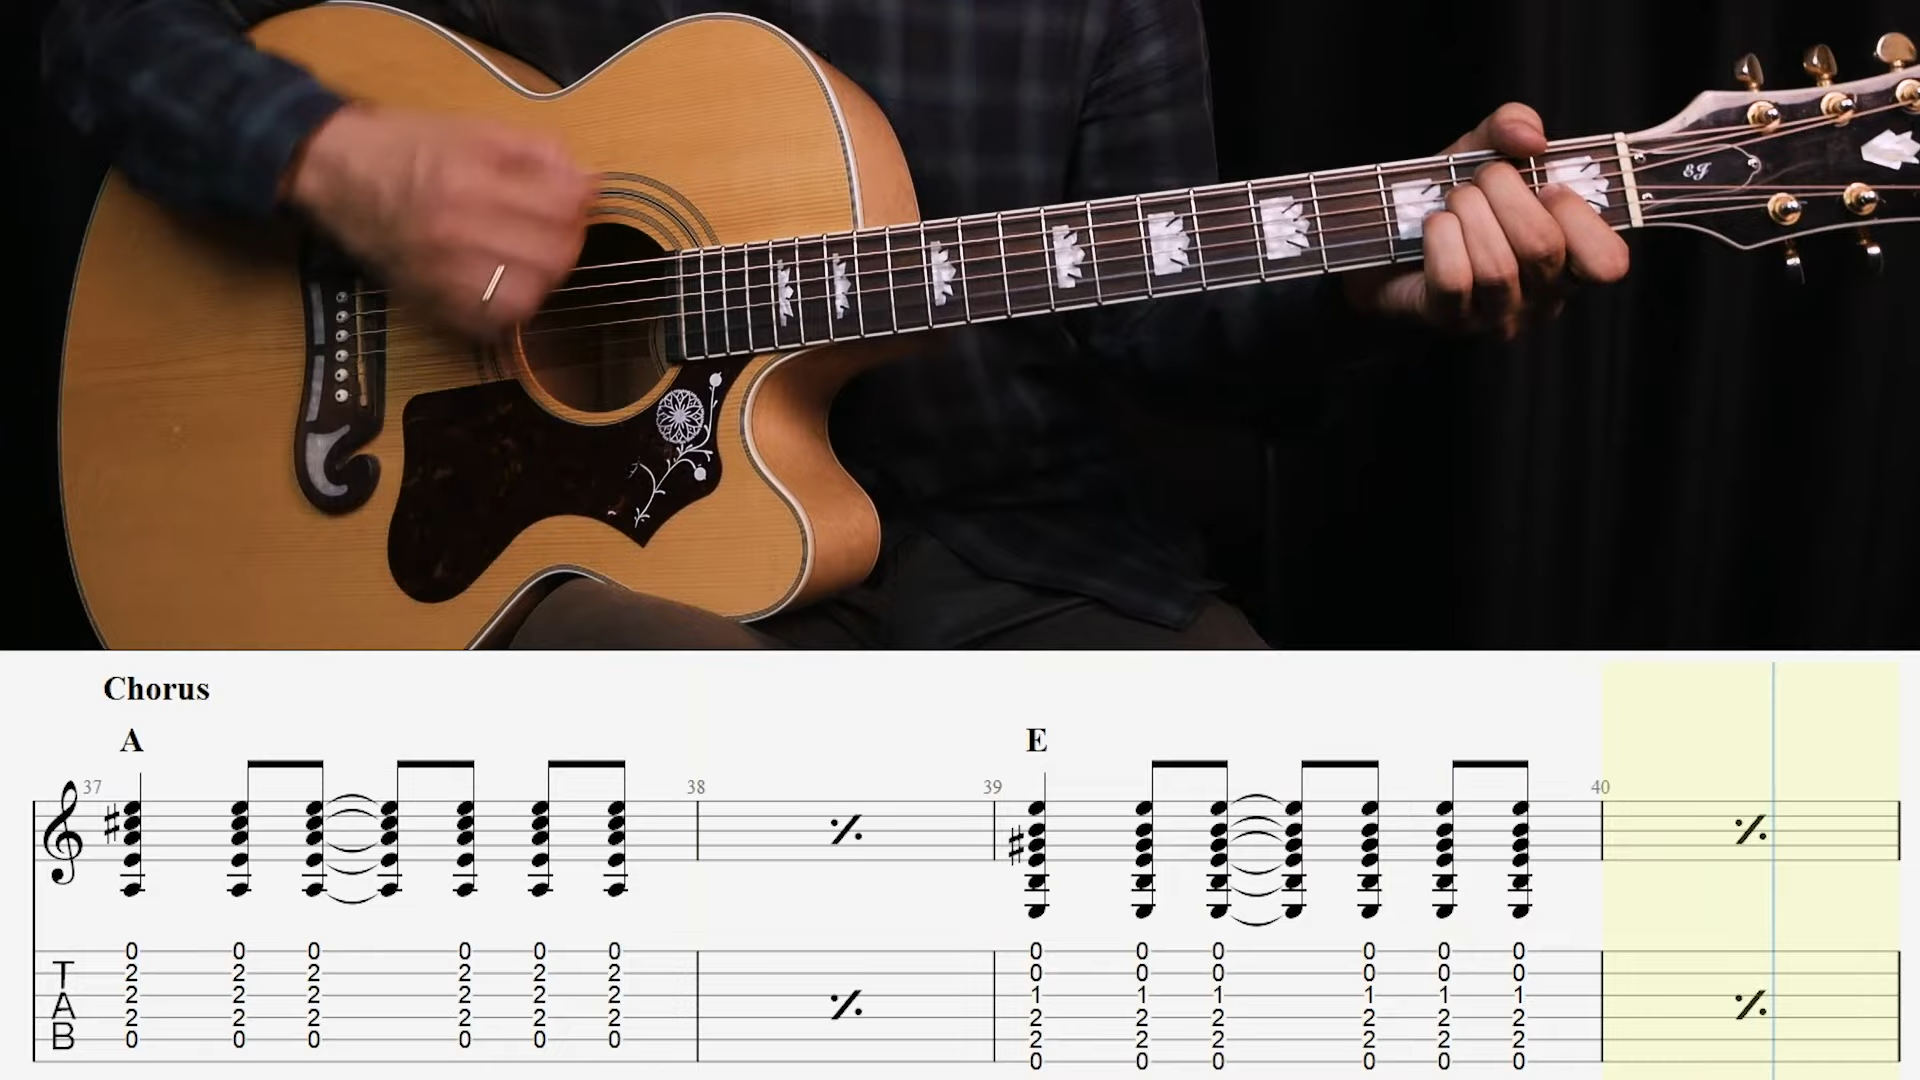 EJ
Chorus
A E
37 38 39 40
0 0 0 0 0 0 0 0 0 0 0 0
T 2 2 2 2 2 2 0 0 0 0 0 0
A 2 2 2 2 2 2 1 1 1 1 1 1
2 2 2 2 2 2 2 2 2 2 2 2
B 0 0 0 0 0 0 2 2 2 2 2 2
0 0 0 0 0 0